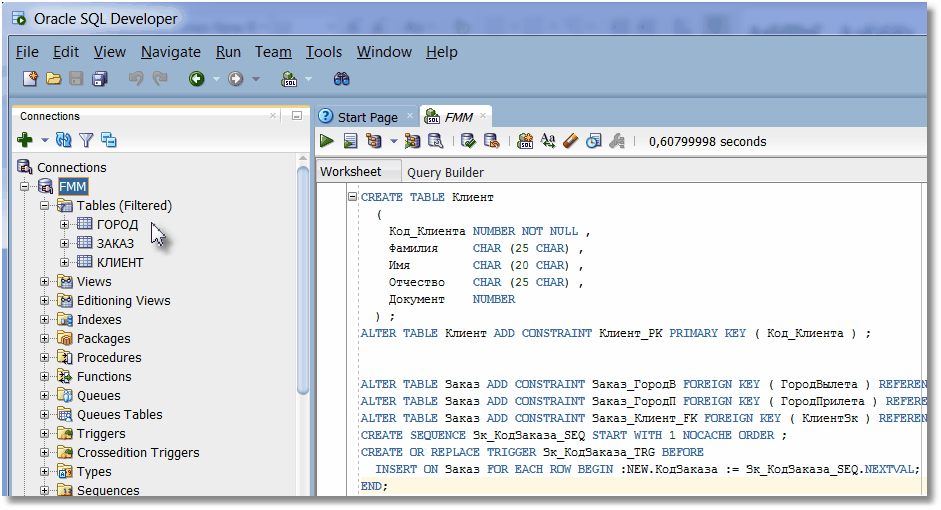 Oracle SQL Developer
File Edit View Navigate Run Team Tools Window Help
Connections
Connections
FMM
Tables (Filtered)
ГОРОД
ЗАКАЗ
КЛИЕНТ
Views
Editioning Views
Indexes
Packages
Procedures
Functions
Queues
Queues Tables
Triggers
Crossedition Triggers
Types
Sequences
Start Page
FMM
0,60799998 seconds
Worksheet Query Builder
CREATE TABLE Клиент
(
Код_Клиента NUMBER NOT NULL ,
Фамилия CHAR (25 CHAR) ,
Имя CHAR (20 CHAR) ,
Отчество CHAR (25 CHAR) ,
Документ NUMBER
) ;
ALTER TABLE Клиент ADD CONSTRAINT Клиент_PK PRIMARY KEY ( Код_Клиента ) ;
ALTER TABLE Заказ ADD CONSTRAINT Заказ_ГородВ FOREIGN KEY ( ГородВылета ) REFEREN
ALTER TABLE Заказ ADD CONSTRAINT Заказ_ГородП FOREIGN KEY ( ГородПрилета ) REFERE
ALTER TABLE Заказ ADD CONSTRAINT Заказ_Клиент_FK FOREIGN KEY ( КлиентЗк ) REFEREN
CREATE SEQUENCE Зк_КодЗаказа_SEQ START WITH 1 NOCACHE ORDER ;
CREATE OR REPLACE TRIGGER Зк_КодЗаказа_TRG BEFORE
INSERT ON Заказ FOR EACH ROW BEGIN :NEW.КодЗаказа := Зк_КодЗаказа_SEQ.NEXTVAL;
END;